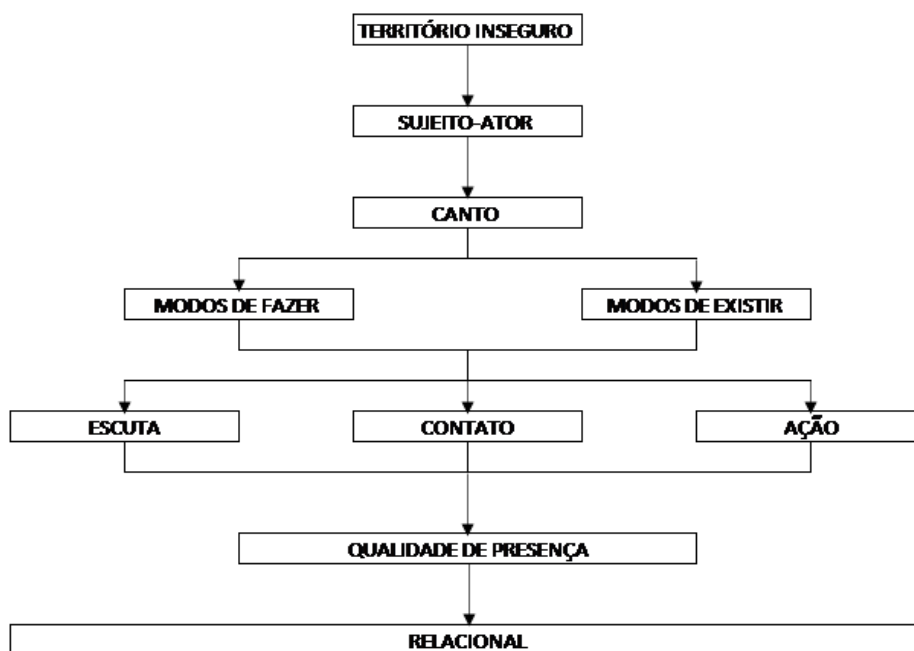 TERRITÓRIO INSEGURO
SUJEITO-ATOR
CANTO
MODOS DE FAZER
MODOS DE EXISTIR
ESCUTA
CONTATO
AÇÃO
QUALIDADE DE PRESENÇA
RELACIONAL